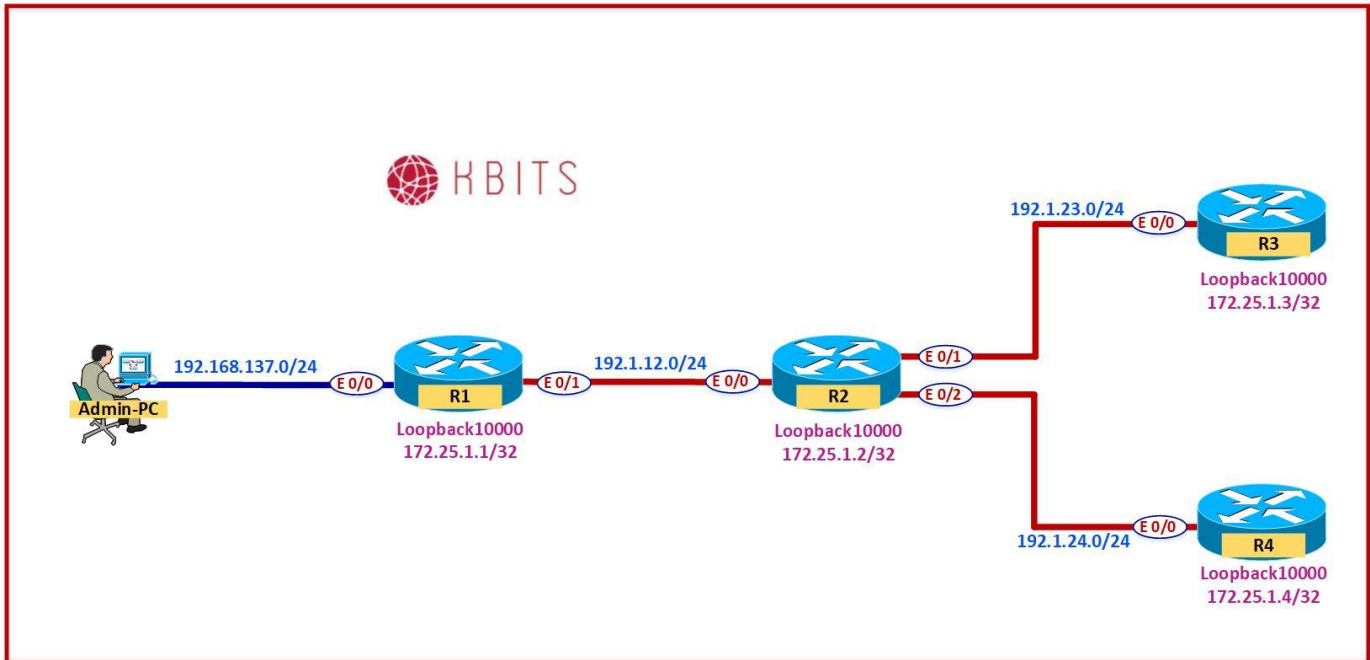 KBITS
192.1.23.0/24
E 0/0
R3
Loopback10000
172.25.1.3/32
192.168.137.0/24
E 0/0
E 0/1
192.1.12.0/24
E 0/0
E 0/1
E 0/2
Admin-PC
R1
R2
Loopback10000
172.25.1.1/32
Loopback10000
172.25.1.2/32
192.1.24.0/24
E 0/0
R4
Loopback10000
172.25.1.4/32